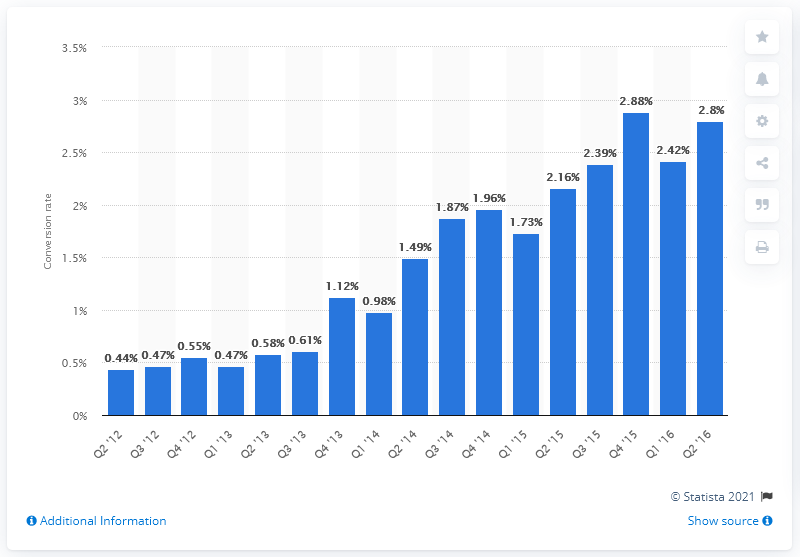 3.5%
3%
2.5%
2%
1.5%
1%
0.5%
0%
Conversion rate
0.44%
0.47%
0.55%
0.47%
0.58%
0.61%
1.12%
0.98%
1.49%
1.87%
1.96%
1.73%
2.16%
2.39%
2.88%
2.42%
2.8%
Q2 '12
Q3 '12
Q4 '12
Q1 '13
Q2 '13
Q3 '13
Q4 '13
Q1 '14
Q2 '14
Q3 '14
Q4 '14
Q1 '15
Q2 '15
Q3 '15
Q4 '15
Q1 '16
Q2 '16
© Statista 2021
Additional Information
Show source